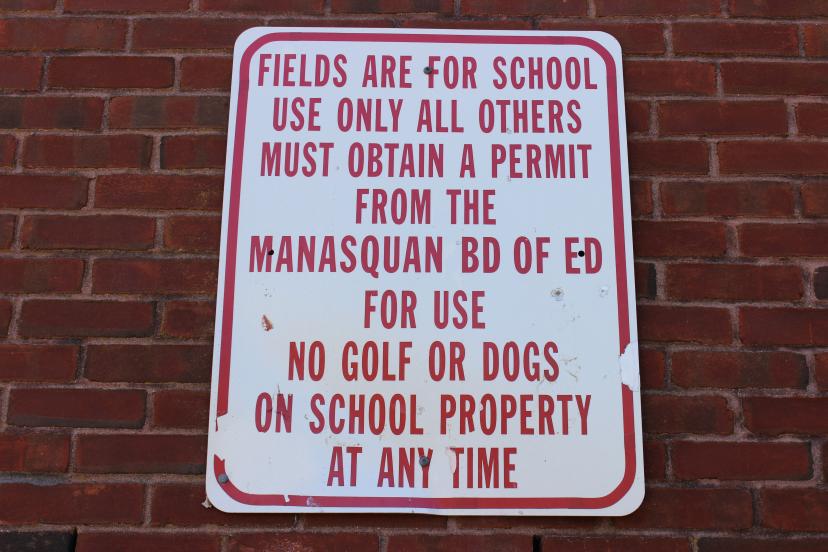 FIELDS ARE FOR SCHOOL
USE ONLY ALL OTHERS
MUST OBTAIN A PERMIT
FROM THE
MANASQUAN BD OF ED
FOR USE
NO GOLF OR DOGS
ON SCHOOL PROPERTY
AT ANY TIME